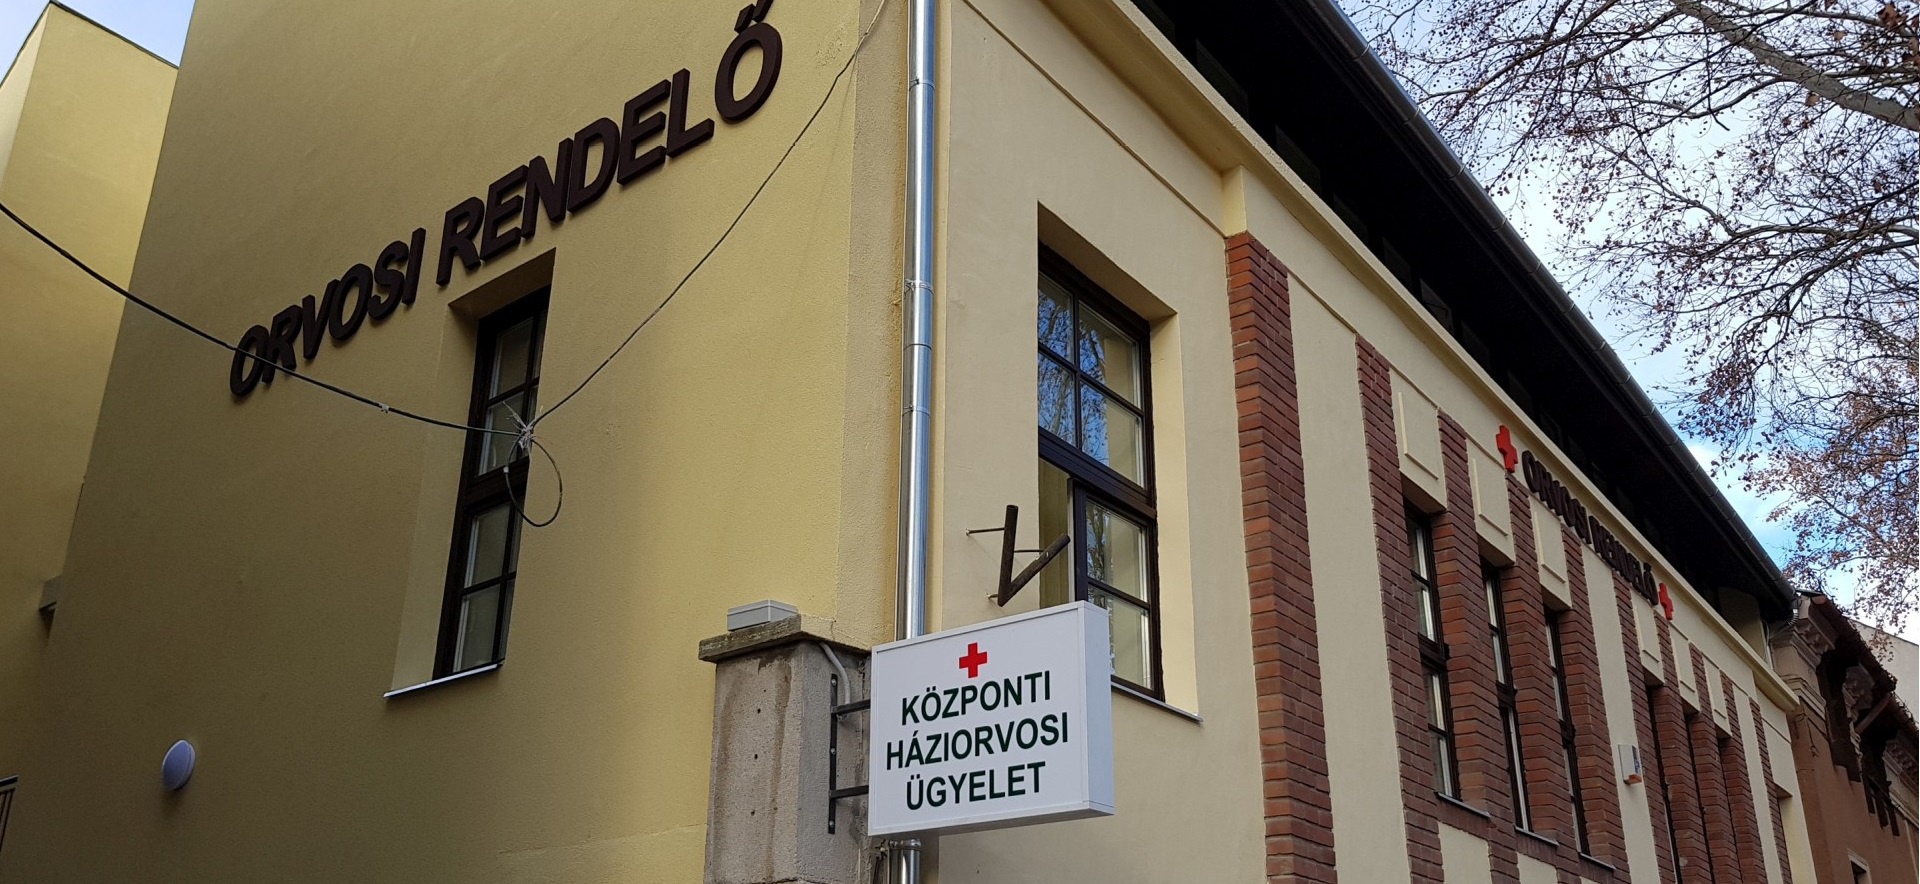 ORVOSI RENDELŐ
KÖZPONTI
HÁZIORVOSI
ÜGYELET
ORVOSI RENDELŐ